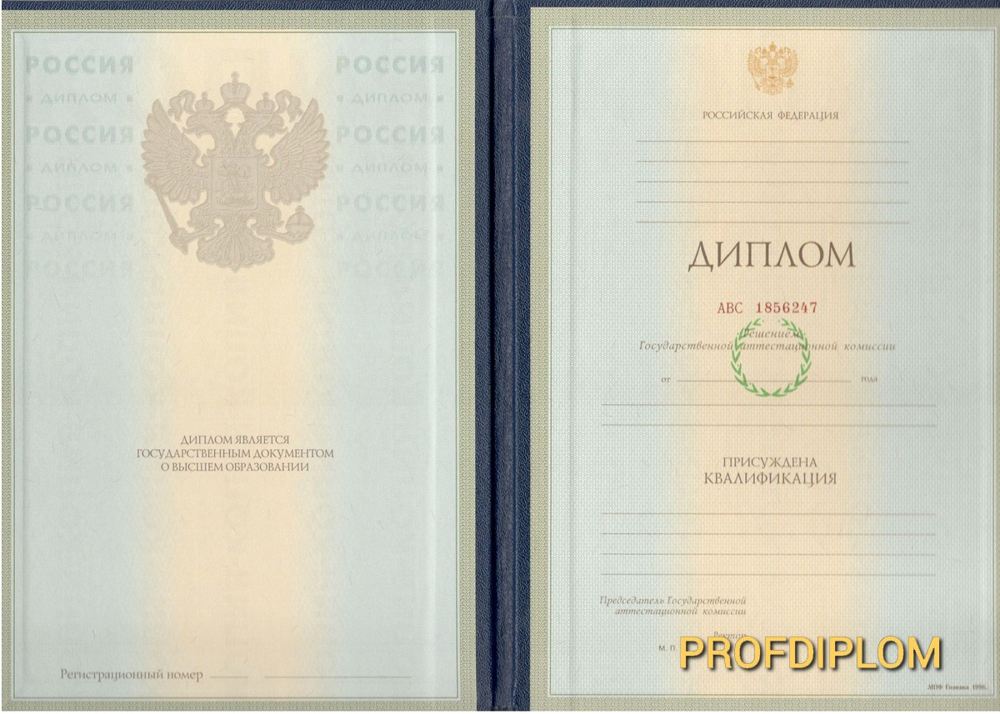 РОССИЯ РОССИЯ
ДИПЛОМ ДИПЛОМ
РОССИЯ РОССИЯ
ДИПЛОМ ДИПЛОМ
РОССИЯ РОССИЯ
ДИПЛОМ ДИПЛОМ
РОССИЯ РОССИЯ
ДИПЛОМ ЯВЛЯЕТСЯ
ГОСУДАРСТВЕННЫМ ДОКУМЕНТОМ
О ВЫСШЕМ ОБРАЗОВАНИИ
Регистрационный номер
РОССИЙСКАЯ ФЕДЕРАЦИЯ
ДИПЛОМ
АВС 1856247
Решением
Государственной аттестационной комиссии
от года
ПРИСУЖДЕНА
КВАЛИФИКАЦИЯ
Председатель Государственной
аттестационной комиссии
Ректор
М. П.
PROFDIPLOM
МПФ Гознака 1996.